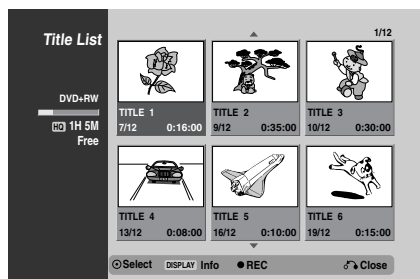 Title List
1/12
DVD+RW
HQ 1H 5M
Free
TITLE 1
7/12 0:16:00
TITLE 2
9/12 0:35:00
TITLE 3
10/12 0:30:00
TITLE 4
13/12 0:08:00
TITLE 5
16/12 0:10:00
TITLE 6
19/12 0:15:00
Select DISPLAY Info REC Close